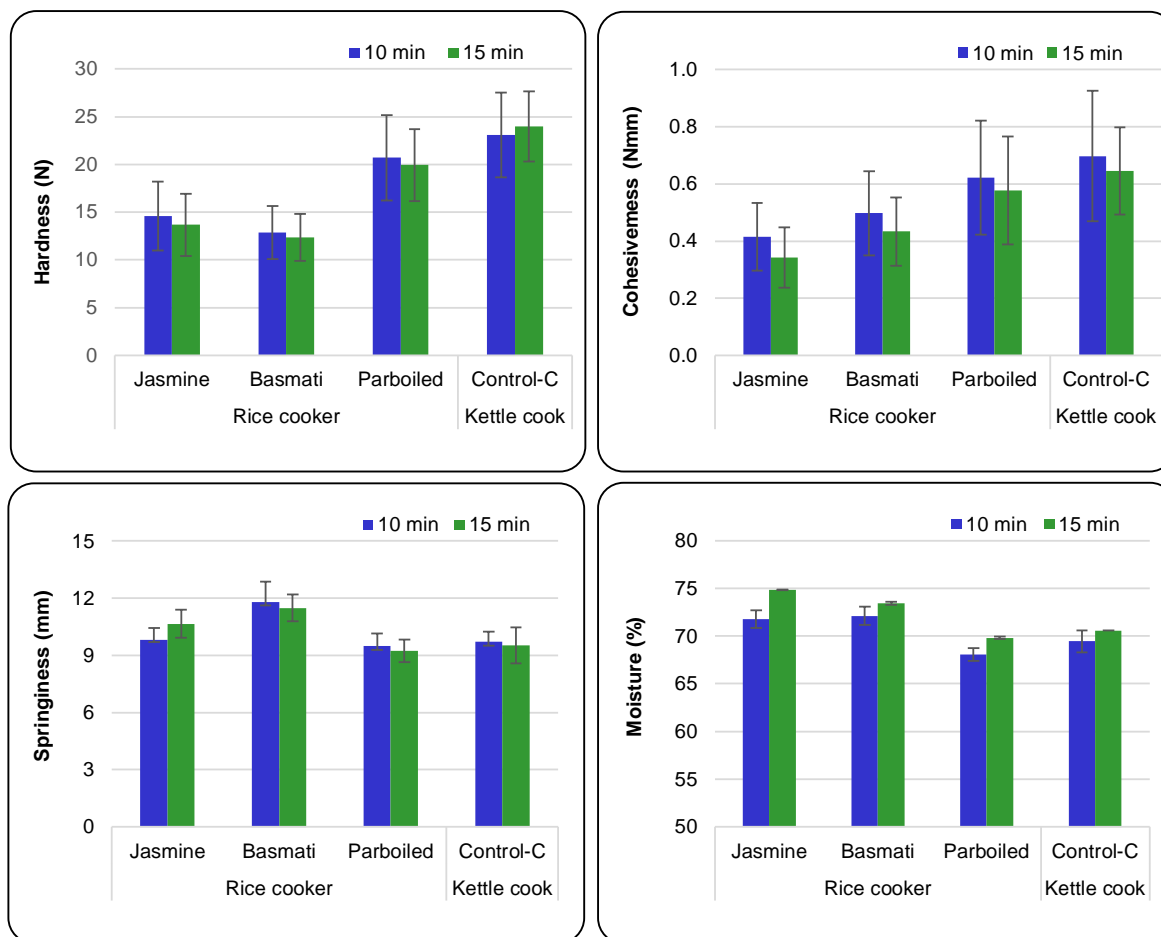 10 min 15 min
30
25
20
15
10
5
0
Hardness (N)
Jasmine Basmati Parboiled Control-C
Rice cooker Kettle cook
10 min 15 min
1.0
0.8
0.6
0.4
0.2
0.0
Cohesivemess (Nmm)
Jasmine Basmati Parboiled Control-C
Rice cooker Kettle cook
10 min 15 min
15
12
9
6
3
0
Springiness (mm)
Jasmine Basmati Parboiled Control-C
Rice cooker Kettle cook
10 min 15 min
80
75
70
65
60
55
50
Moisture (%)
Jasmine Basmati Parboiled Control-C
Rice cooker Kettle cook